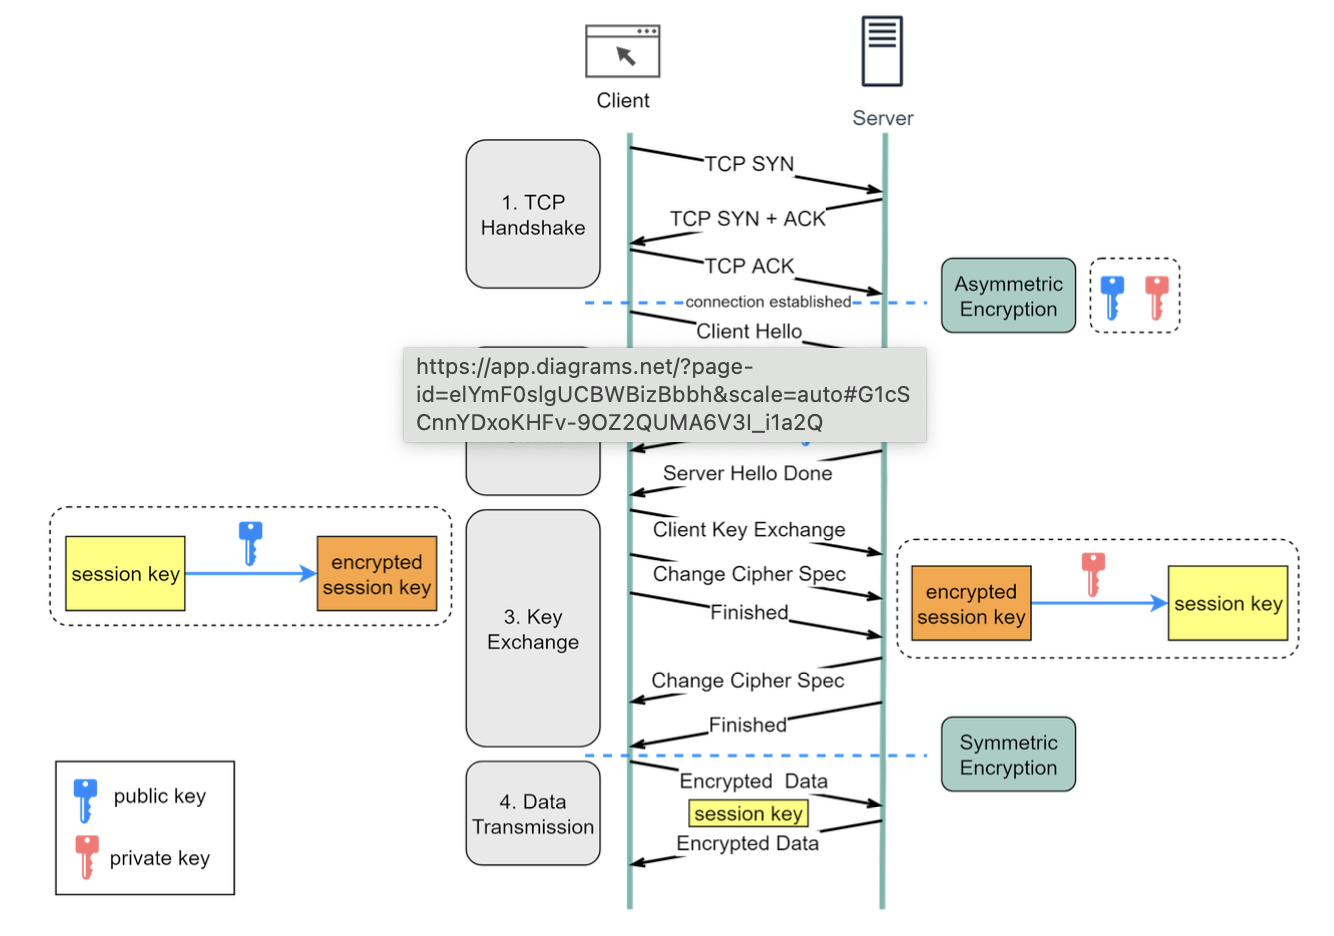 Client
Server
1. TCP
Handshake
TCP SYN
TCP SYN + ACK
TCP ACK
connection established
Asymmetric
Encryption
Client Hello
https://app.diagrams.net/?page-
id=elYmF0slgUCBWBizBbbh&scale=auto#G1cS
CnnYDxoKHFv-9OZ2QUMA6V3I_i1a2Q
Server Hello Done
session key
encrypted
session key
3. Key
Exchange
Client Key Exchange
Change Cipher Spec
Finished
Change Cipher Spec
Finished
encrypted
session key
session key
Symmetric
Encryption
4. Data
Transmission
Encrypted Data
session key
Encrypted Data
public key
private key